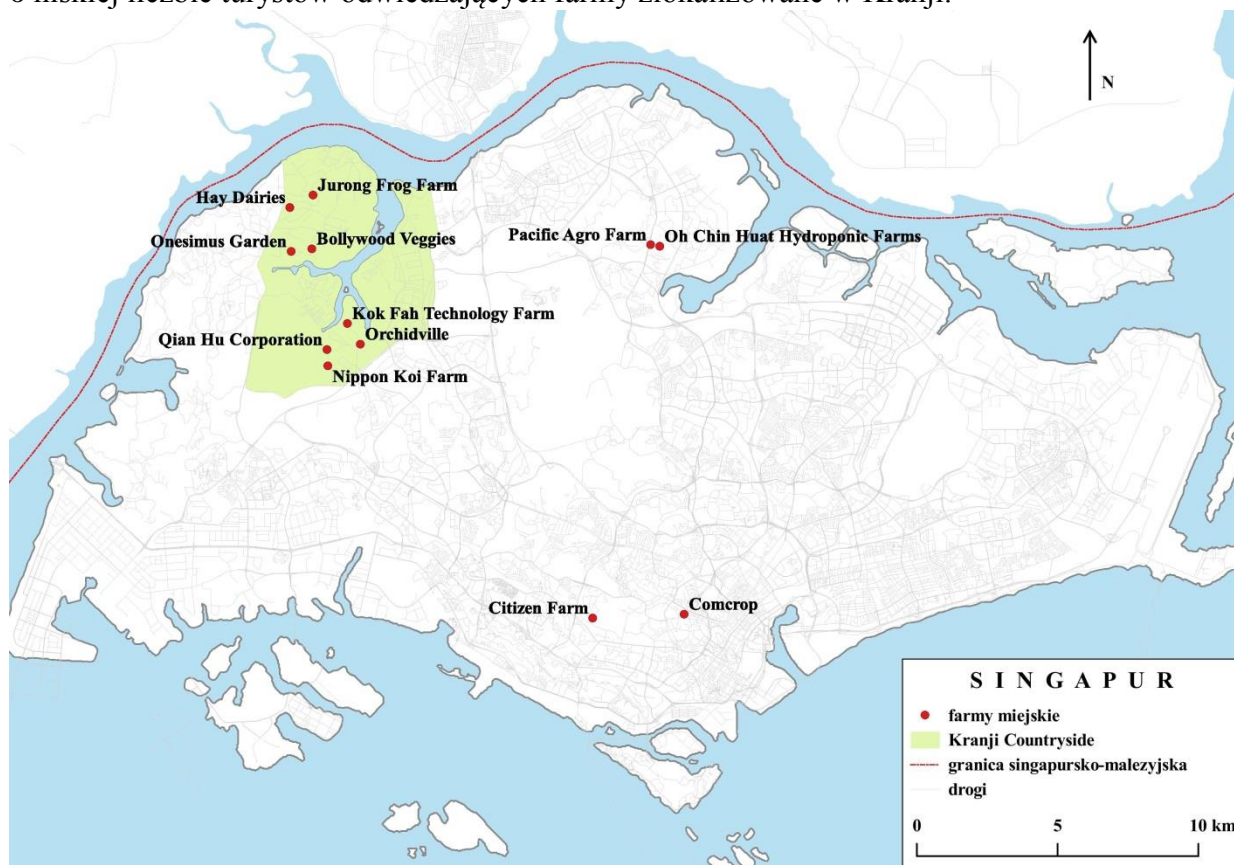 N
Jurong Frog Farm
Hay Dairies
Onesimus Garden
Bollywood Veggies
Pacific Agro Farm
Oh Chin Huat Hydroponic Farms
Kok Fah Technology Farm
Qian Hu Corporation
Orchidville
Nippon Koi Farm
Citizen Farm
Comcrop
SINGAPUR
farmy miejskie
Kranji Countryside
granica singapursko-malezyjska
drogi
0 5 10 km